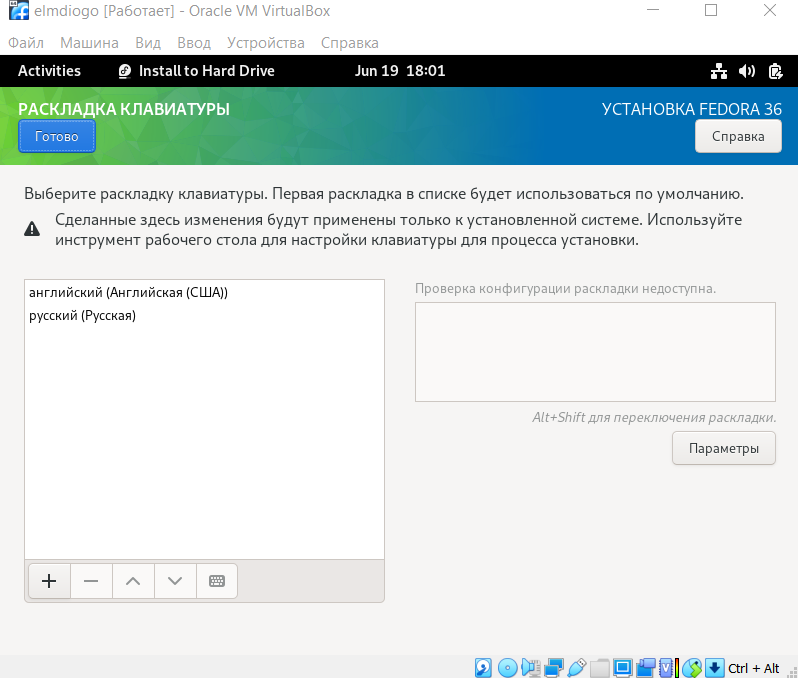 elmdiogo [Работает] - Oracle VM VirtualBox
Файл Машина Вид Ввод Устройства Справка
Activities Install to Hard Drive Jun 19 18:01
РАСКЛАДКА КЛАВИАТУРЫ УСТАНОВКА FEDORA 36
Готово Справка
Выберите раскладку клавиатуры. Первая раскладка в списке будет использоваться по умолчанию.
Сделанные здесь изменения будут применены только к установленной системе. Используйте
инструмент рабочего стола для настройки клавиатуры для процесса установки.
английский (Английская (США)) Проверка конфигурации раскладки недоступна.
русский (Русская)
Alt+Shift для переключения раскладки.
Параметры
Ctrl + Alt